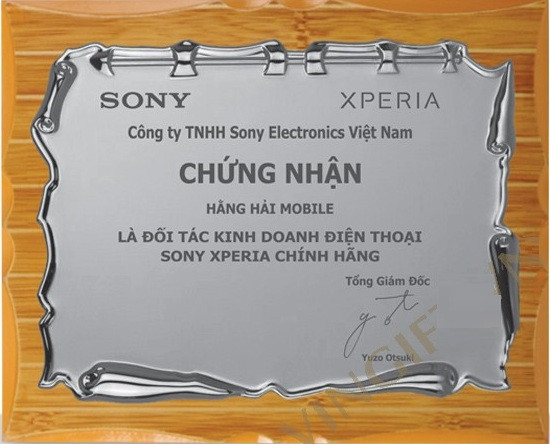 SONY XPERIA
Công ty TNHH Sony Electronics Việt Nam
CHỨNG NHẬN
HẰNG HẢI MOBILE
LÀ ĐỐI TÁC KINH DOANH ĐIỆN THOẠI
SONY XPERIA CHÍNH HÃNG
Tổng Giám Đốc
Yuzo Otsuki